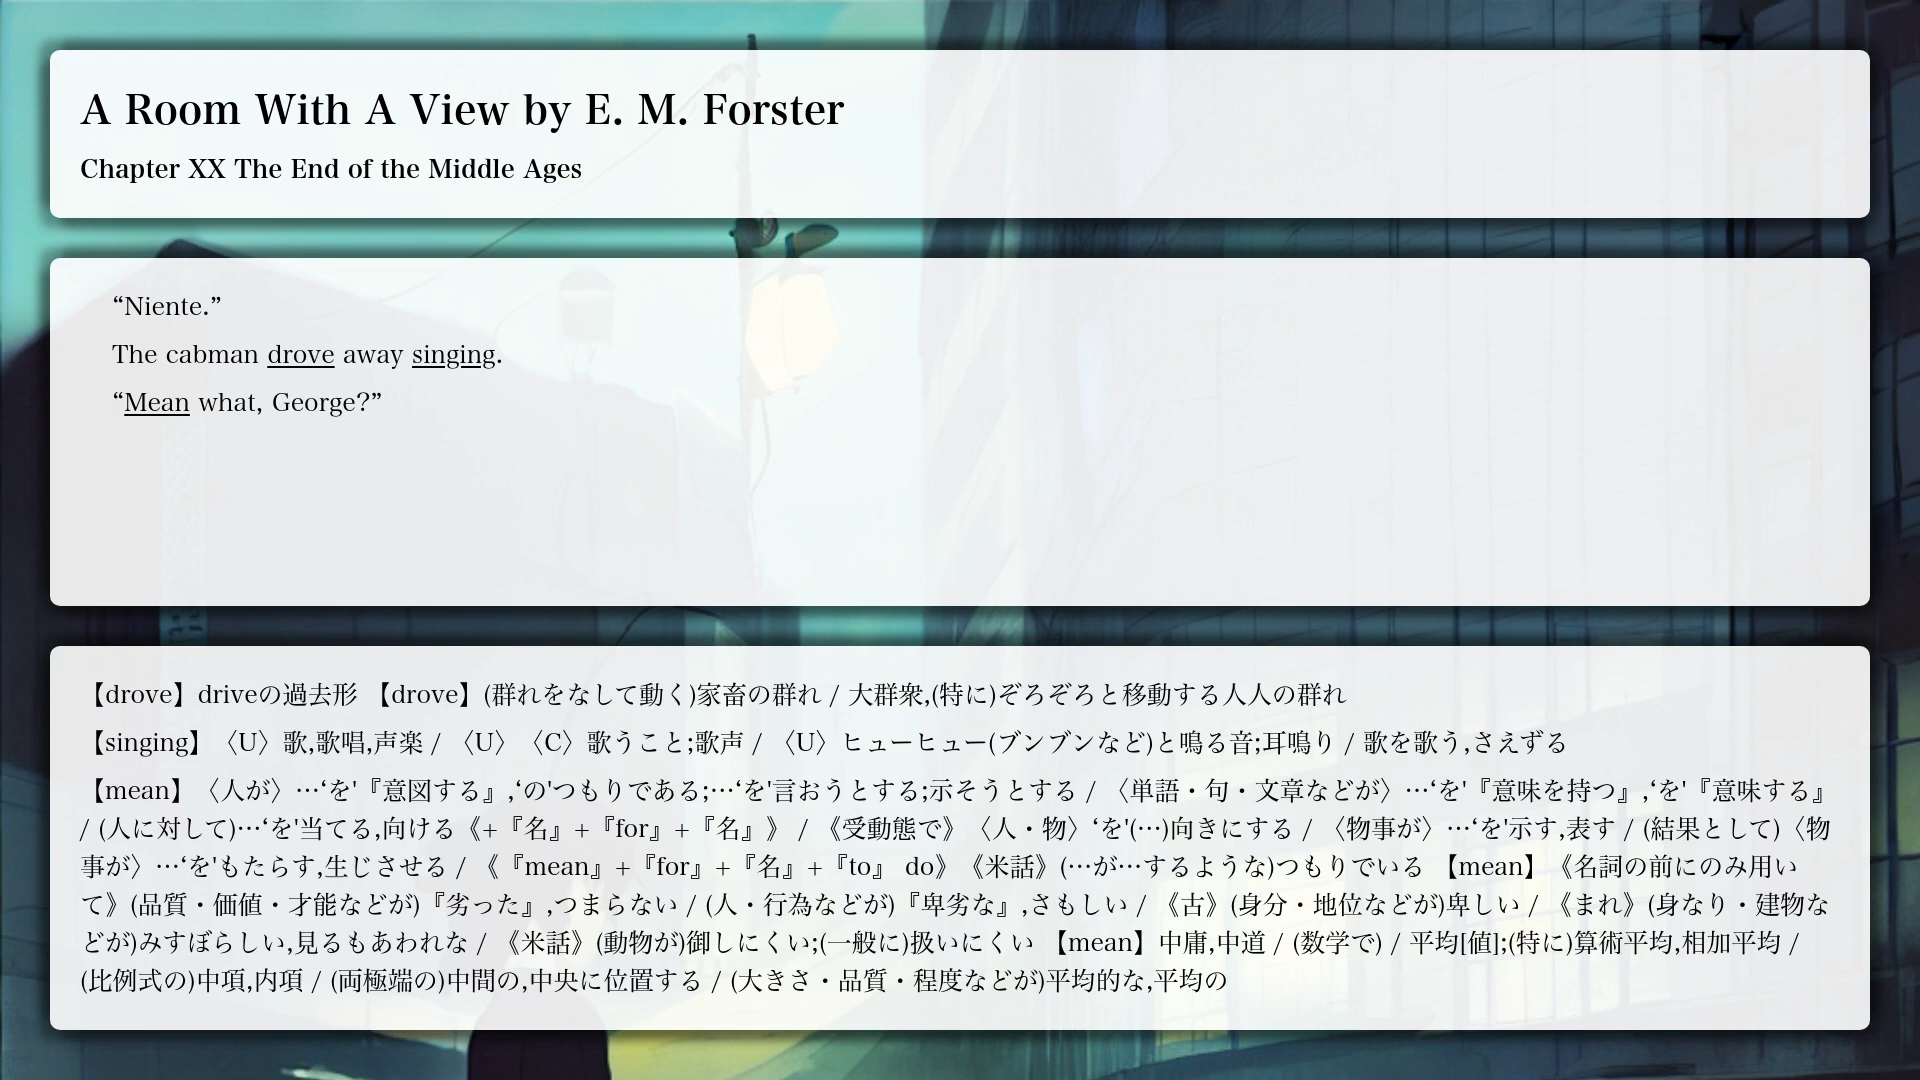 A Room With A View by E. M. Forster
Chapter XX The End of the Middle Ages
“Niente.”
The cabman drove away singing.
“Mean what, George?”
【drove】driveの過去形 【drove】(群れをなして動く)家畜の群れ / 大群衆,(特に)ぞろぞろと移動する人人の群れ
【singing】〈U〉歌,歌唱,声楽 / 〈U〉〈C〉歌うこと;歌声 / 〈U〉ヒューヒュー(ブンブンなど)と鳴る音;耳鳴り / 歌を歌う,さえずる
【mean】〈人が〉…‘を'『意図する』,‘の'つもりである;…‘を'言おうとする;示そうとする / 〈単語・句・文章などが〉…‘を'『意味を持つ』,‘を'『意味する』
/ (人に対して)…‘を'当てる,向ける《+『名』+『for』+『名』》 / 《受動態で》〈人・物〉‘を'(…)向きにする / 〈物事が〉…‘を'示す,表す / (結果として)〈物
事が〉…‘を'もたらす,生じさせる / 《『mean』+『for』+『名』+『to』 do》《米話》(…が…するような)つもりでいる 【mean】《名詞の前にのみ用い
て》(品質・価値・才能などが)『劣った』,つまらない / (人・行為などが)『卑劣な』,さもしい / 《古》(身分・地位などが)卑しい / 《まれ》(身なり・建物な
どが)みすぼらしい,見るもあわれな / 《米話》(動物が)御しにくい;(一般に)扱いにくい 【mean】中庸,中道 / (数学で) / 平均[値];(特に)算術平均,相加平均 /
(比例式の)中項,内項 / (両極端の)中間の,中央に位置する / (大きさ・品質・程度などが)平均的な,平均の